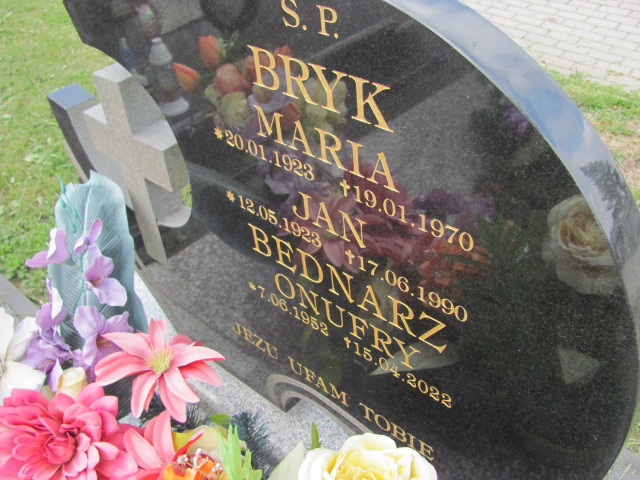 S. P.
BRYK
MARIA
*20.01.1923 †19.01.1970
JAN
*12.05.1923 †17.06.1990
BEDNARZ
ONUFRY
*7.06.1952 †15.04.2022
JEZU UFAM TOBIE